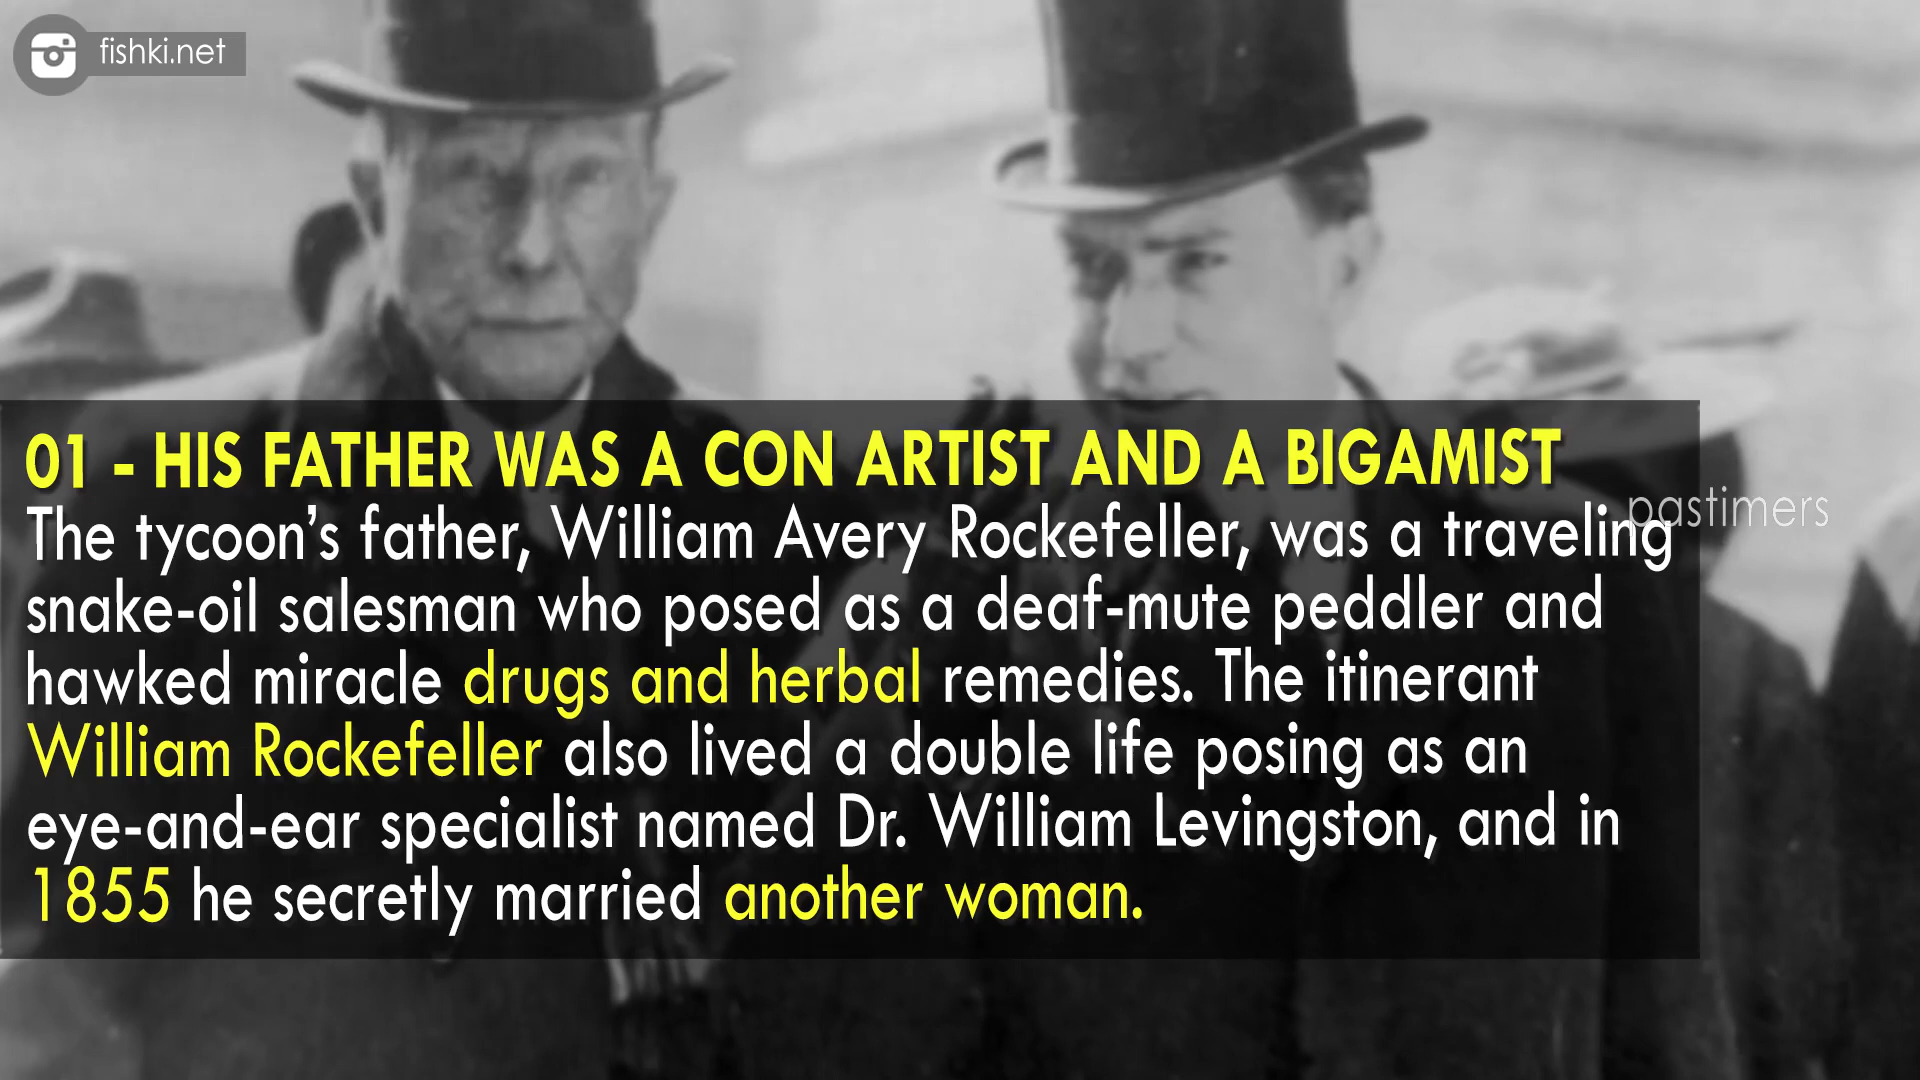 fishki.net
01 - HIS FATHER WAS A CON ARTIST AND A BIGAMIST
pastimers
The tycoon's father, William Avery Rockefeller, was a traveling
snake-oil salesman who posed as a deaf-mute peddler and
hawked miracle drugs and herbal remedies. The itinerant
William Rockefeller also lived a double life posing as an
eye-and-ear specialist named Dr. William Levingston, and in
1855 he secretly married another woman.